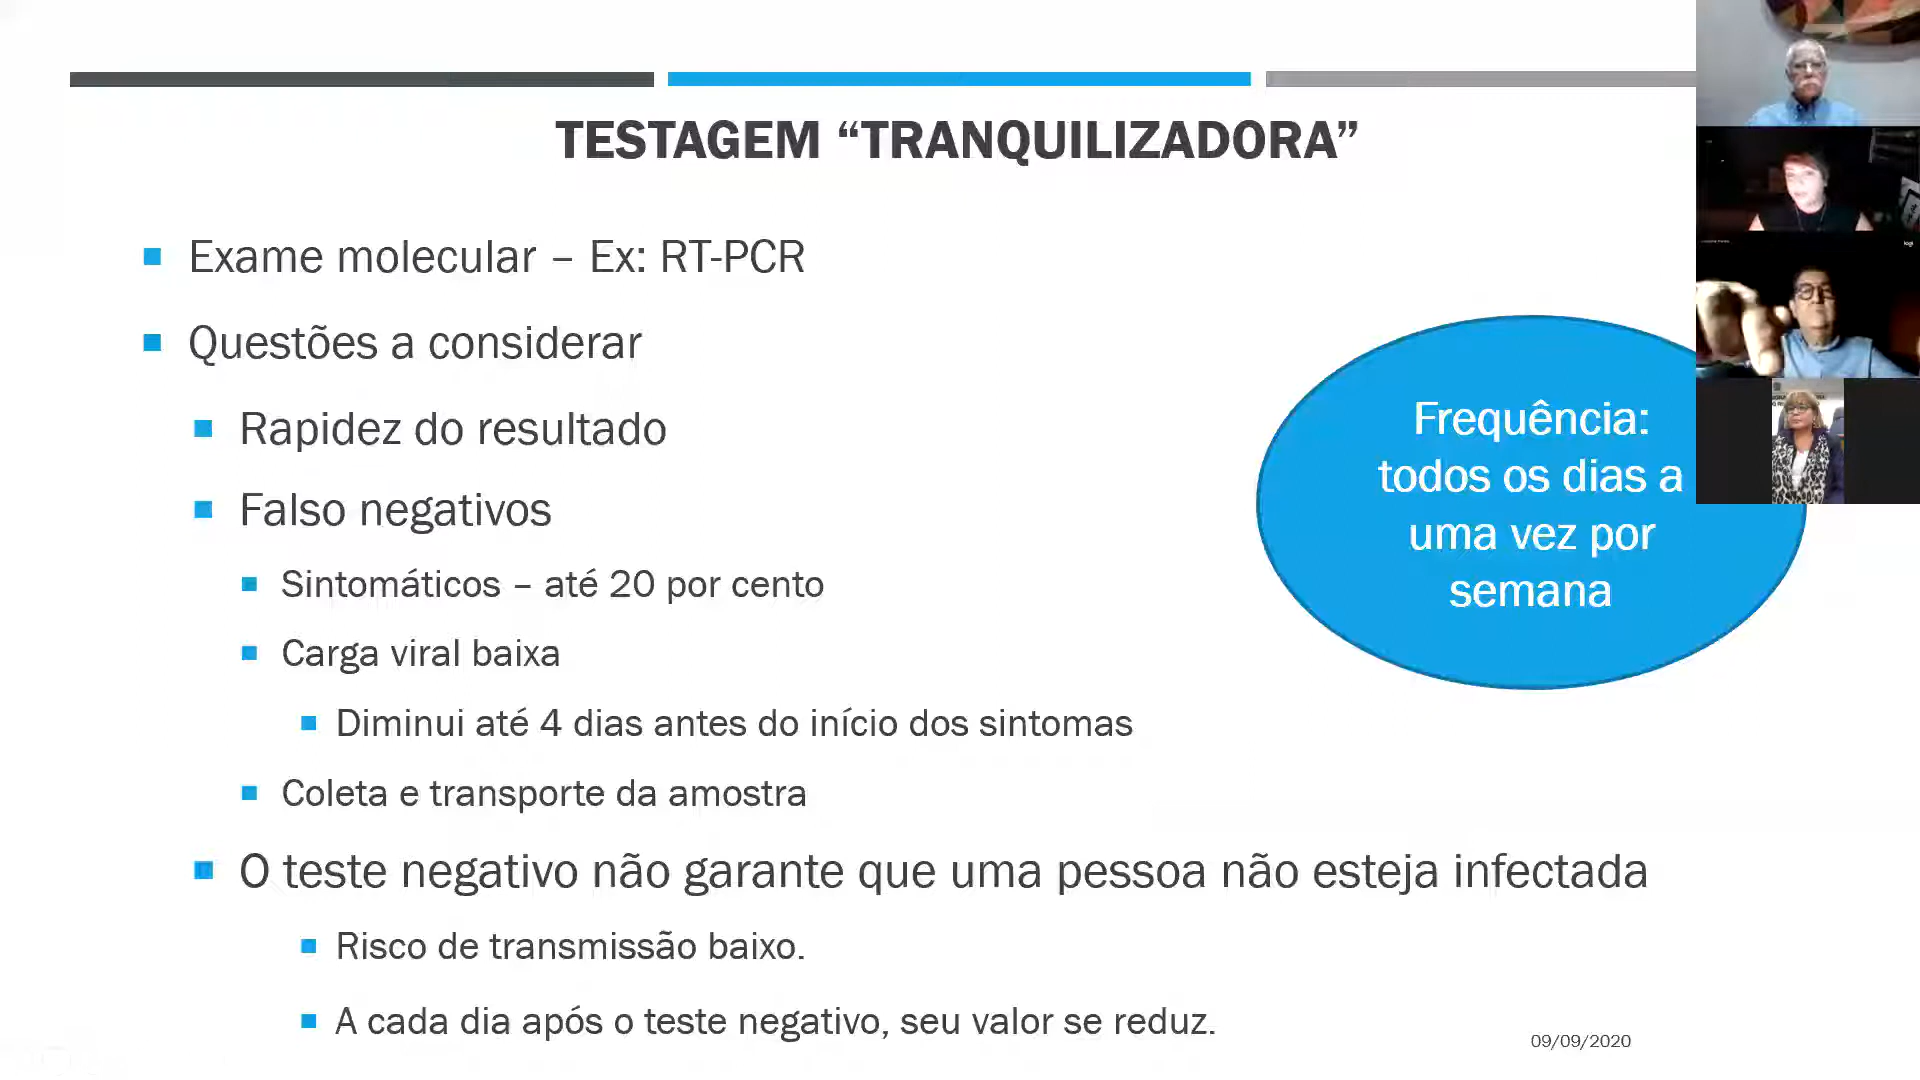 TESTAGEM “TRANQUILIZADORA”
Exame molecular – Ex: RT-PCR
Questões a considerar
Rapidez do resultado
Falso negativos
Sintomáticos – até 20 por cento
Carga viral baixa
Diminui até 4 dias antes do início dos sintomas
Coleta e transporte da amostra
O teste negativo não garante que uma pessoa não esteja infectada
Risco de transmissão baixo.
A cada dia após o teste negativo, seu valor se reduz.
Frequência:
todos os dias a
uma vez por
semana
09/09/2020
logi